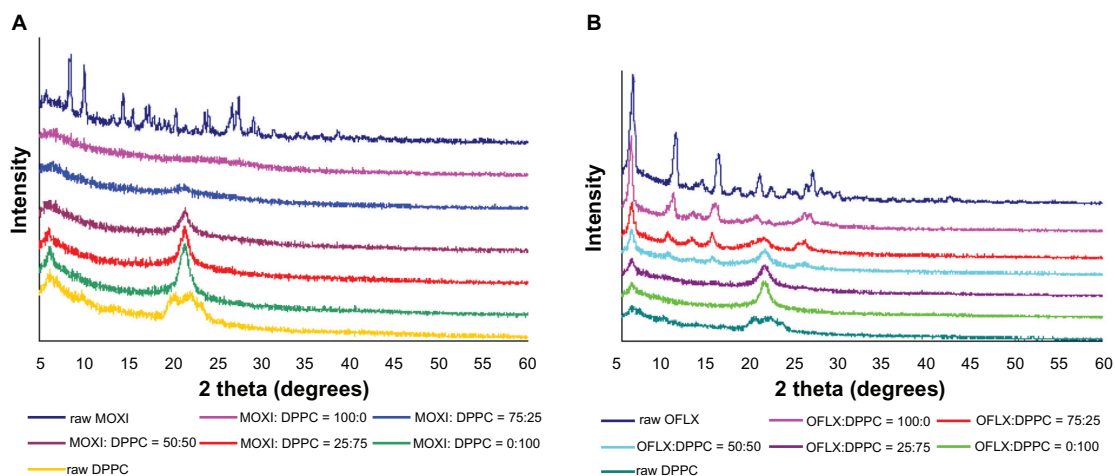 A
Intensity
5 10 15 20 25 30 35 40 45 50 55 60
2 theta (degrees)
raw MOXI MOXI: DPPC = 100:0 MOXI: DPPC = 75:25
MOXI: DPPC = 50:50 MOXI: DPPC = 25:75 MOXI: DPPC = 0:100
raw DPPC
B
Intensity
5 10 15 20 25 30 35 40 45 50 55 60
2 theta (degrees)
raw OFLX OFLX:DPPC = 100:0 OFLX:DPPC = 75:25
OFLX:DPPC = 50:50 OFLX:DPPC = 25:75 OFLX:DPPC = 0:100
raw DPPC